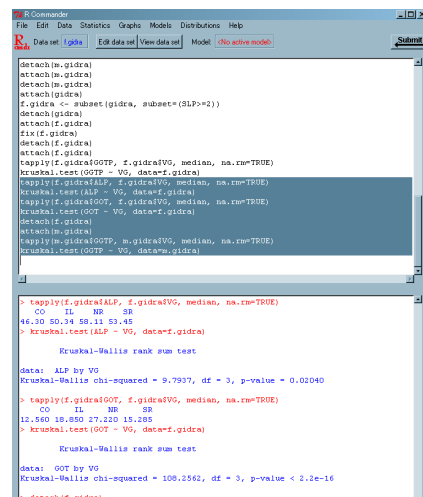 R Commander
File Edit Data Statistics Graphs Models Distributions Help
Data set: f.gidra Edit data set View data set Model: <No active model> Submit
detach(m.gidra)
attach(m.gidra)
detach(m.gidra)
attach(gidra)
f.gidra <- subset(gidra, subset=(SLP>=2))
detach(gidra)
attach(f.gidra)
fix(f.gidra)
detach(f.gidra)
attach(f.gidra)
tapply(f.gidra$GGTP, f.gidra$VG, median, na.rm=TRUE)
kruskal.test(GGTP ~ VG, data=f.gidra)
tapply(f.gidra$ALP, f.gidra$VG, median, na.rm=TRUE)
kruskal.test(ALP ~ VG, data=f.gidra)
tapply(f.gidra$GOT, f.gidra$VG, median, na.rm=TRUE)
kruskal.test(GOT ~ VG, data=f.gidra)
detach(f.gidra)
attach(m.gidra)
tapply(m.gidra$GGTP, m.gidra$VG, median, na.rm=TRUE)
kruskal.test(GGTP ~ VG, data=m.gidra)
> tapply(f.gidra$ALP, f.gidra$VG, median, na.rm=TRUE)
CO IL NR SR
46.30 50.34 58.11 53.45
> kruskal.test(ALP ~ VG, data=f.gidra)
Kruskal-Wallis rank sum test
data: ALP by VG
Kruskal-Wallis chi-squared = 9.7937, df = 3, p-value = 0.02040
> tapply(f.gidra$GOT, f.gidra$VG, median, na.rm=TRUE)
CO IL NR SR
12.560 18.850 27.220 15.285
> kruskal.test(GOT ~ VG, data=f.gidra)
Kruskal-Wallis rank sum test
data: GOT by VG
Kruskal-Wallis chi-squared = 108.2562, df = 3, p-value < 2.2e-16